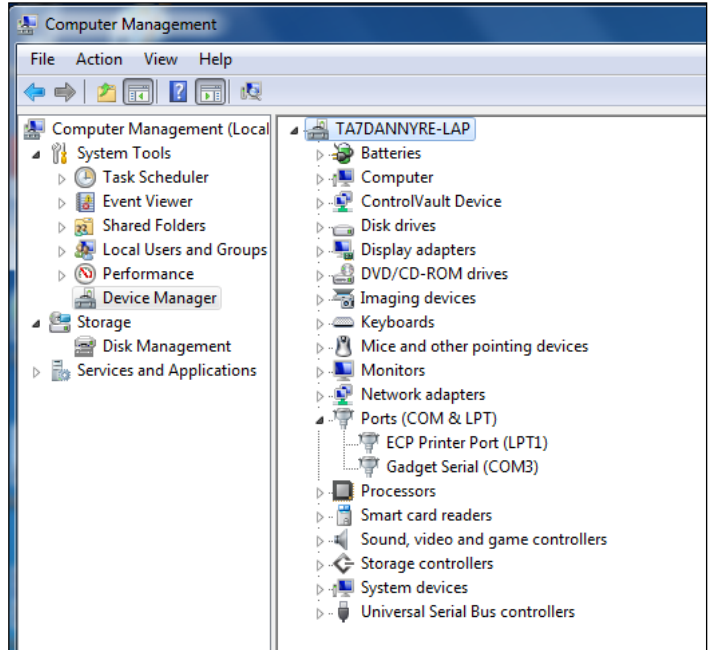 Computer Management
File Action View Help
Computer Management (Local
System Tools
Task Scheduler
Event Viewer
Shared Folders
Local Users and Groups
Performance
Device Manager
Storage
Disk Management
Services and Applications
TA7DANNYRE-LAP
Batteries
Computer
ControlVault Device
Disk drives
Display adapters
DVD/CD-ROM drives
Imaging devices
Keyboards
Mice and other pointing devices
Monitors
Network adapters
Ports (COM & LPT)
ECP Printer Port (LPT1)
Gadget Serial (COM3)
Processors
Smart card readers
Sound, video and game controllers
Storage controllers
System devices
Universal Serial Bus controllers